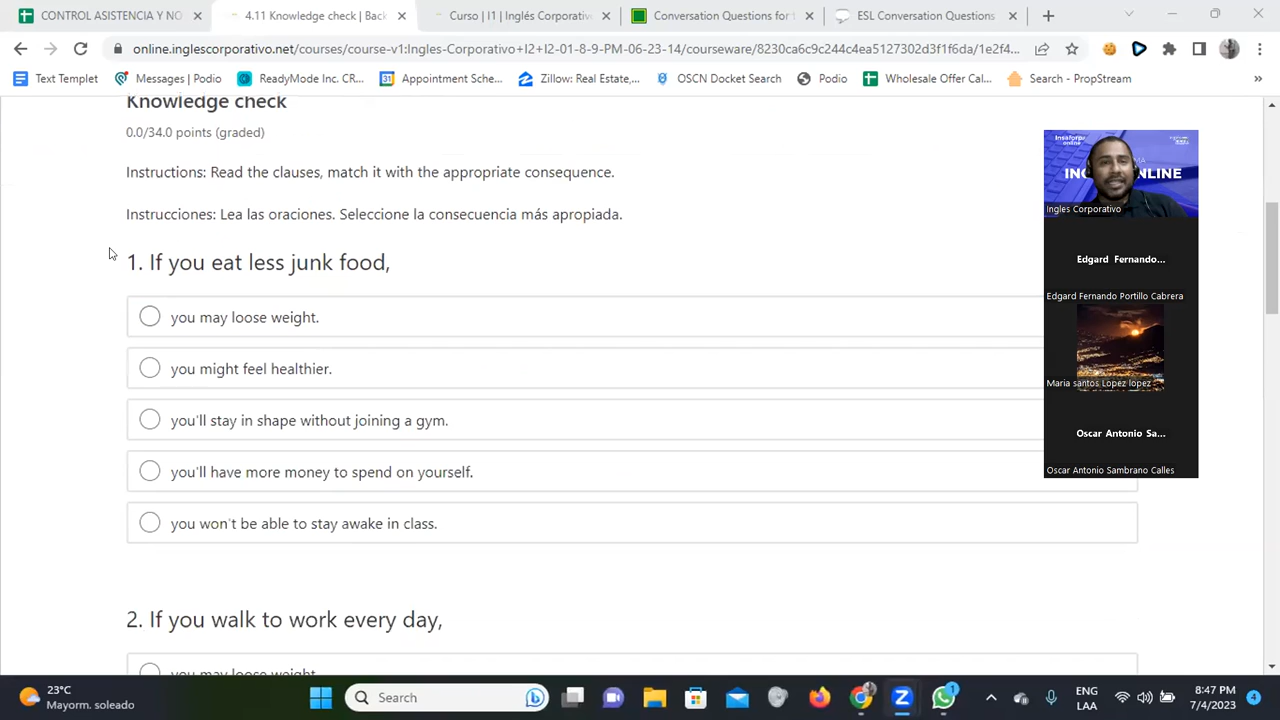 CONTROL ASISTENCIA Y NO
4.11 Knowledge check | Back
Curso | I1 | Inglés Corporativo
Conversation Questions for
ESL Conversation Questions
online.inglescorporativo.net/courses/course-v1:Ingles-Corporativo+I2+I2-01-8-9-PM-06-23-14/courseware/8230ca6c9c244c4ea5127302d3f1f6da/1e2f4...
Text Templet
Messages | Podio
ReadyMode Inc. CR...
Appointment Sche...
Zillow: Real Estate,...
OSCN Docket Search
Podio
Wholesale Offer Cal...
Search - PropStream
»
Knowledge check
0.0/34.0 points (graded)
Instructions: Read the clauses, match it with the appropriate consequence.
Instrucciones: Lea las oraciones. Seleccione la consecuencia más apropiada.
1. If you eat less junk food,
you may loose weight.
you might feel healthier.
you'll stay in shape without joining a gym.
you'll have more money to spend on yourself.
you won't be able to stay awake in class.
2. If you walk to work every day,
you may loose weight.
Ingles Corporativo
Edgard Fernando...
Edgard Fernando Portillo Cabrera
Maria santos Lopez lopez
Oscar Antonio Sa...
Oscar Antonio Sambrano Calles
23°C
Mayorm. soleado
Search
ENG
LAA
8:47 PM
7/4/2023
4